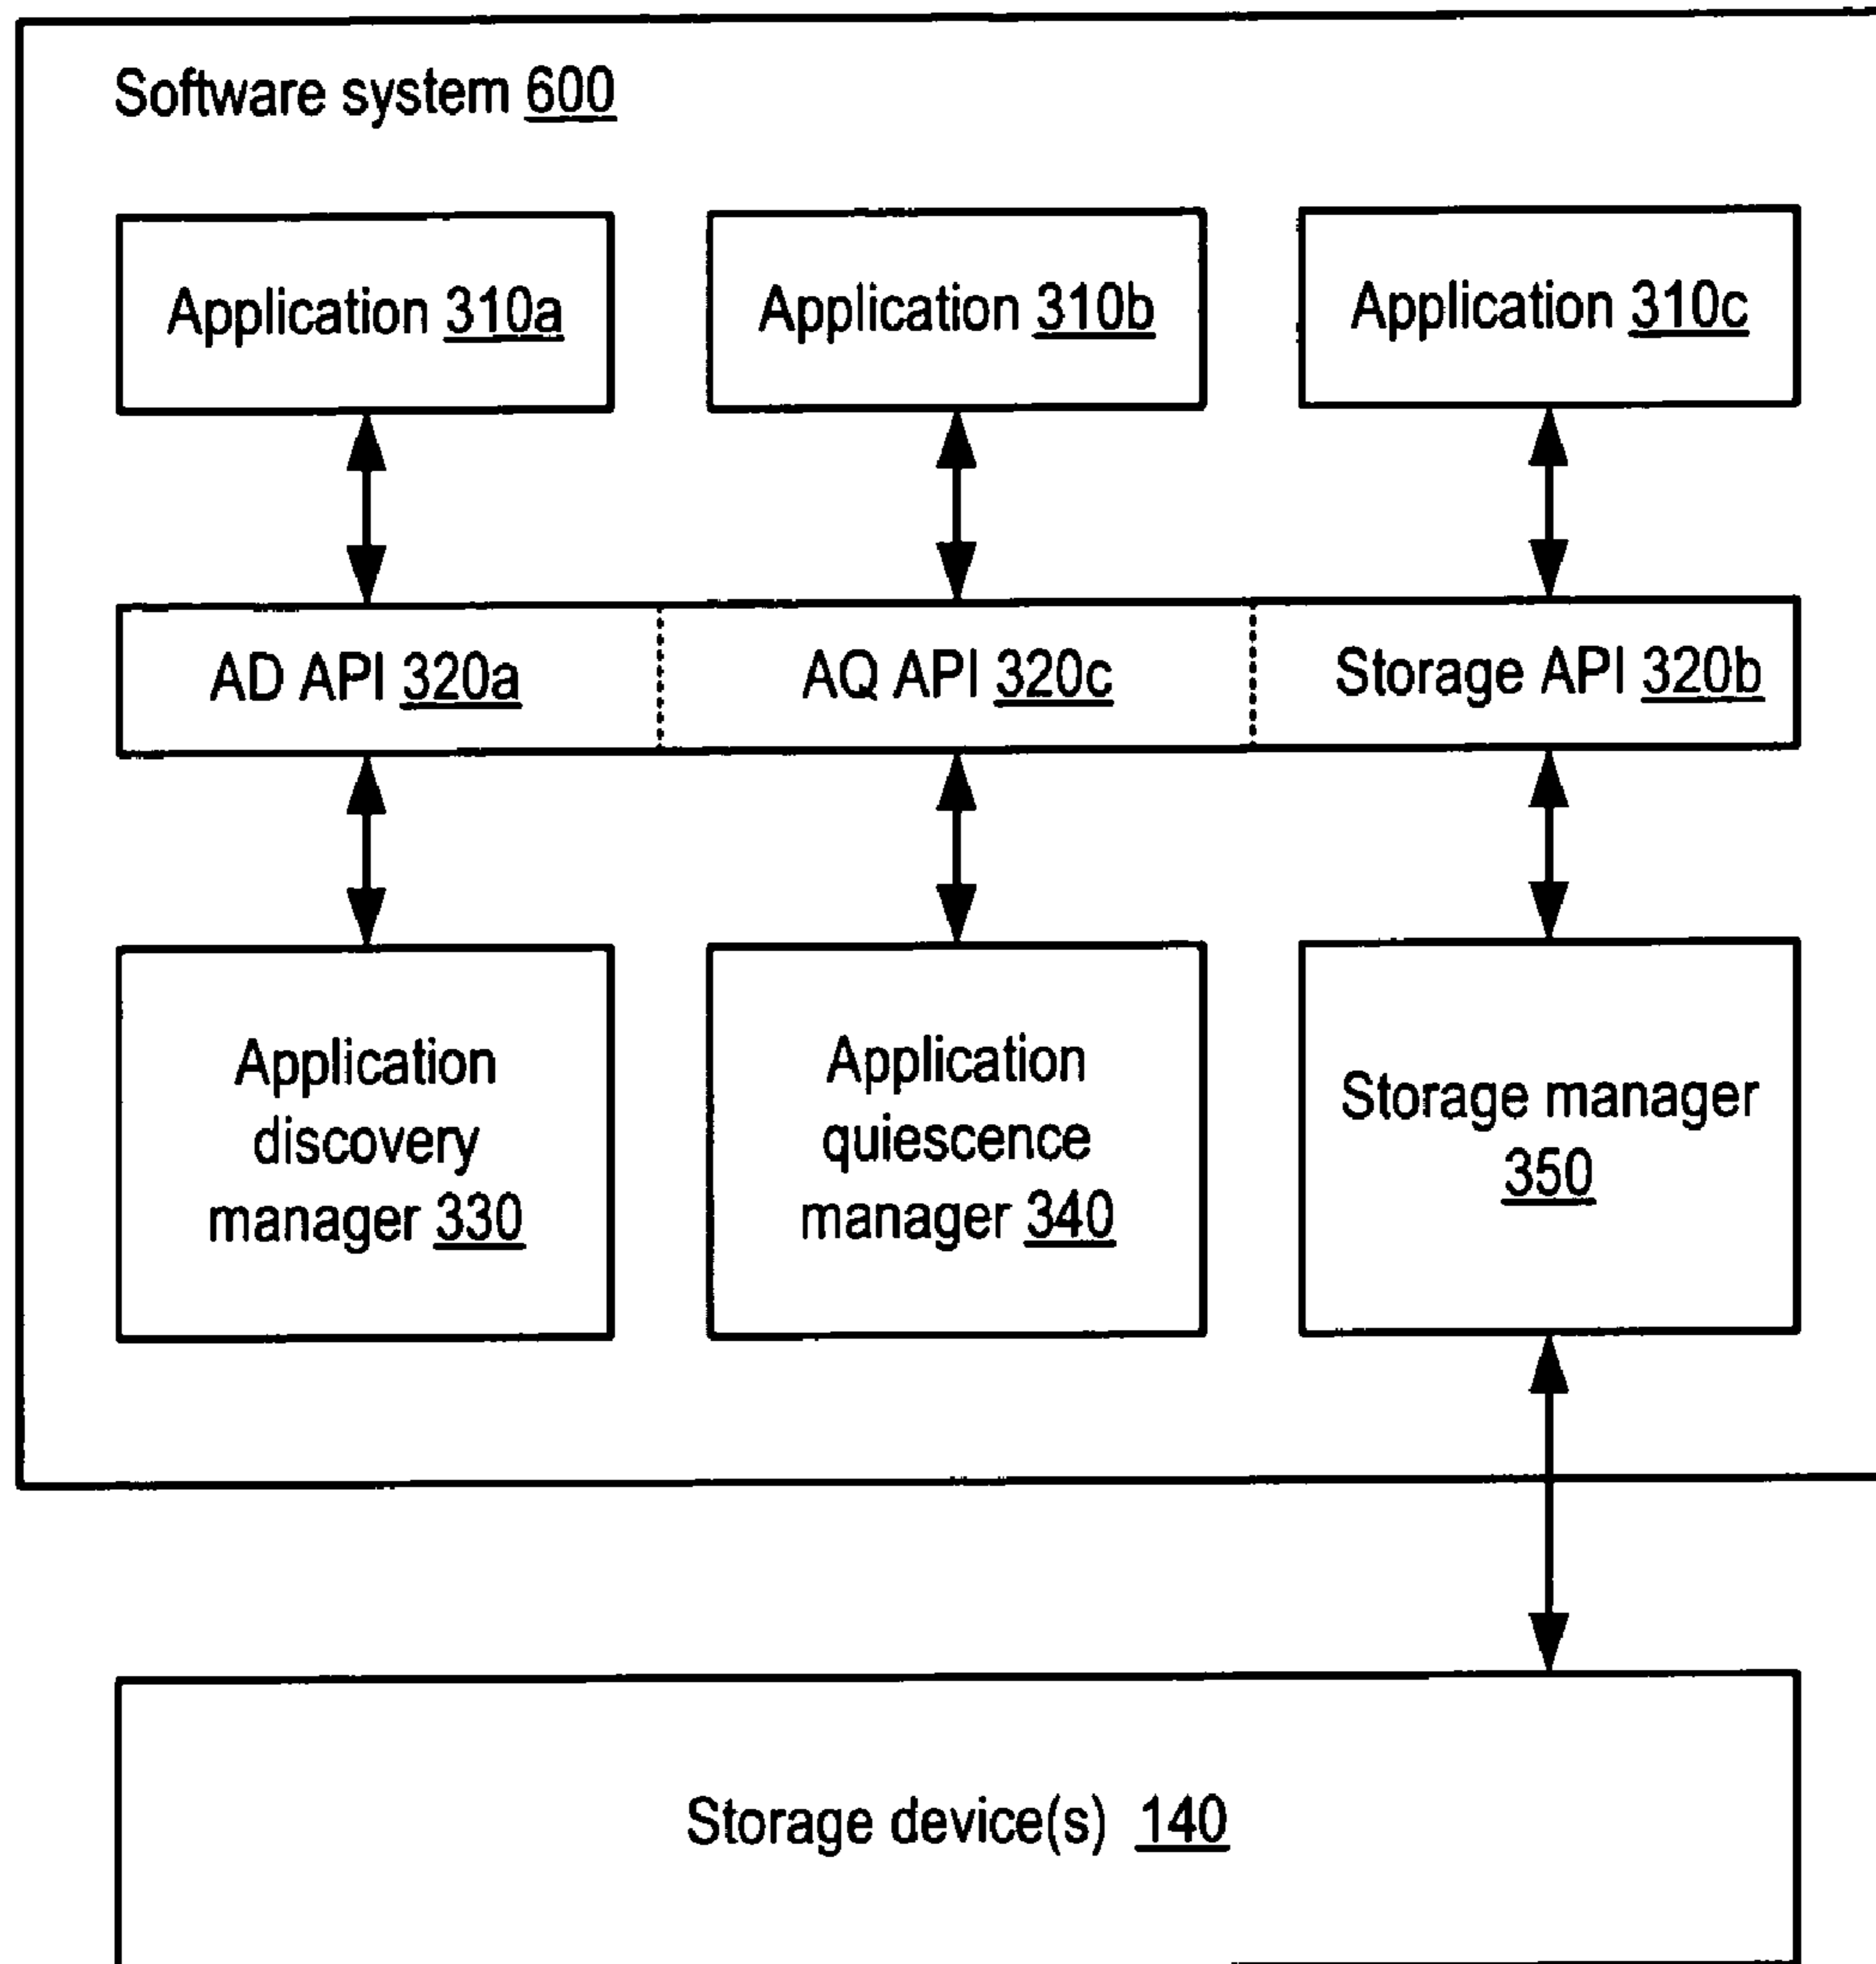 Software system 600
Application 310a
Application 310b
Application 310c
AD API 320a
AQ API 320c
Storage API 320b
Application
discovery
manager 330
Application
quiescence
manager 340
Storage manager
350
Storage device(s) 140